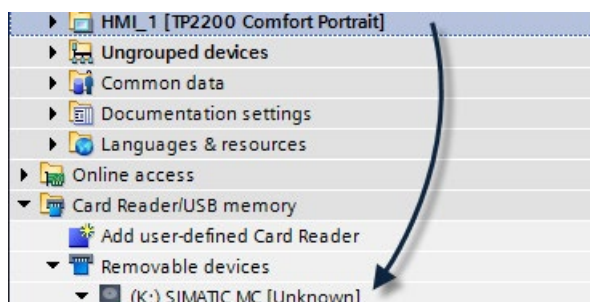 HMI_1 [TP2200 Comfort Portrait]
Ungrouped devices
Common data
Documentation settings
Languages & resources
Online access
Card Reader/USB memory
Add user-defined Card Reader
Removable devices
(K:) SIMATIC MC [Unknown]